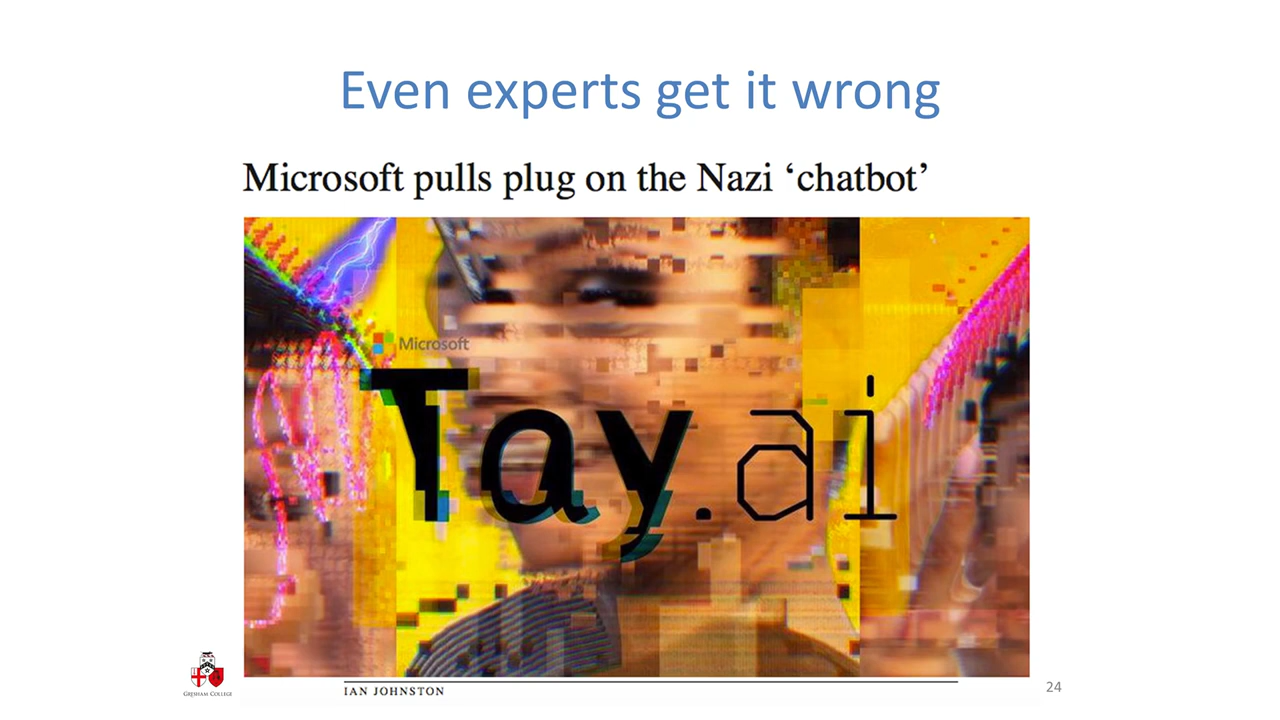 Even experts get it wrong
Microsoft pulls plug on the Nazi ‘chatbot’
Microsoft
Tay.ai
GRESHAM COLLEGE
IAN JOHNSTON
24